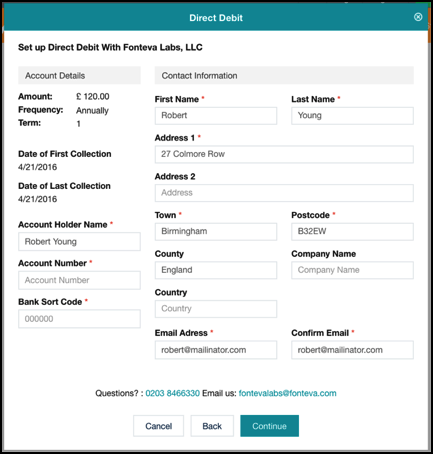 Direct Debit
Set up Direct Debit With Fonteva Labs, LLC
Account Details
Amount: £ 120.00
Frequency: Annually
Term: 1
Date of First Collection
4/21/2016
Date of Last Collection
4/21/2016
Account Holder Name *
Robert Young
Account Number *
Account Number
Bank Sort Code *
000000
Contact Information
First Name * Last Name *
Robert Young
Address 1 *
27 Colmore Row
Address 2
Address
Town * Postcode *
Birmingham B32EW
County Company Name
England Company Name
Country
Country
Email Adress * Confirm Email *
robert@mailinator.com robert@mailinator.com
Questions? : 0203 8466330 Email us: fontevalabs@fonteva.com
Cancel Back Continue